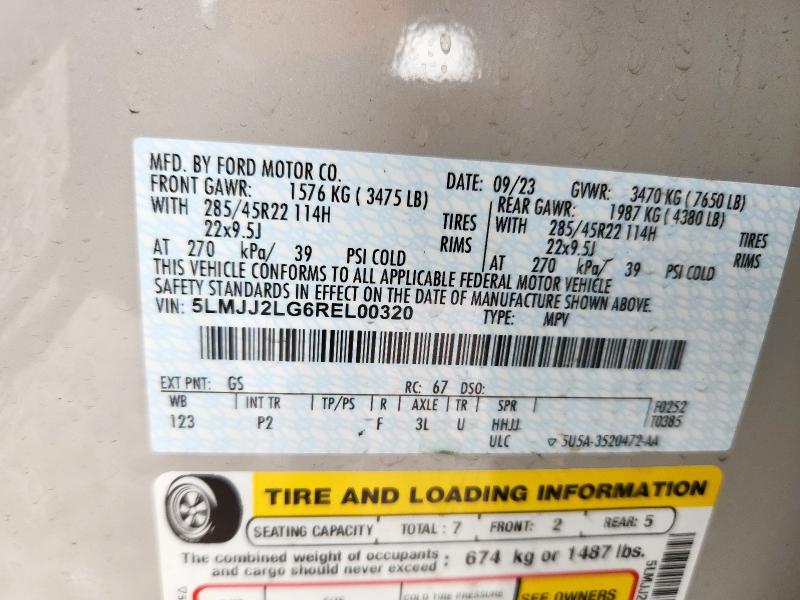 MFD. BY FORD MOTOR CO. DATE: 09/23 GVWR: 3470 KG ( 7650 LB)
FRONT GAWR: 1576 KG ( 3475 LB) REAR GAWR: 1987 KG ( 4380 LB)
WITH 285/45R22 114H TIRES WITH 285/45R22 114H TIRES
22x9.5J RIMS 22x9.5J RIMS
AT 270 kPa/ 39 PSI COLD AT 270 kPa/ 39 PSI COLD
THIS VEHICLE CONFORMS TO ALL APPLICABLE FEDERAL MOTOR VEHICLE
SAFETY STANDARDS IN EFFECT ON THE DATE OF MANUFACTURE SHOWN ABOVE.
VIN: 5LMJJ2LG6REL00320 TYPE: MPV
EXT PNT: GS RC: 67 DSO:
WB INT TR TP/PS R AXLE TR SPR F0252
123 P2 F 3L U HHJJ T0385
ULC 5U5A-3520472-AA
TIRE AND LOADING INFORMATION
SEATING CAPACITY TOTAL : 7 FRONT: 2 REAR: 5
The combined weight of occupants
and cargo should never exceed : 674 kg or 1487 lbs.
COLD TIRE PRESSURE SEE OWNERS
5LMJJ2